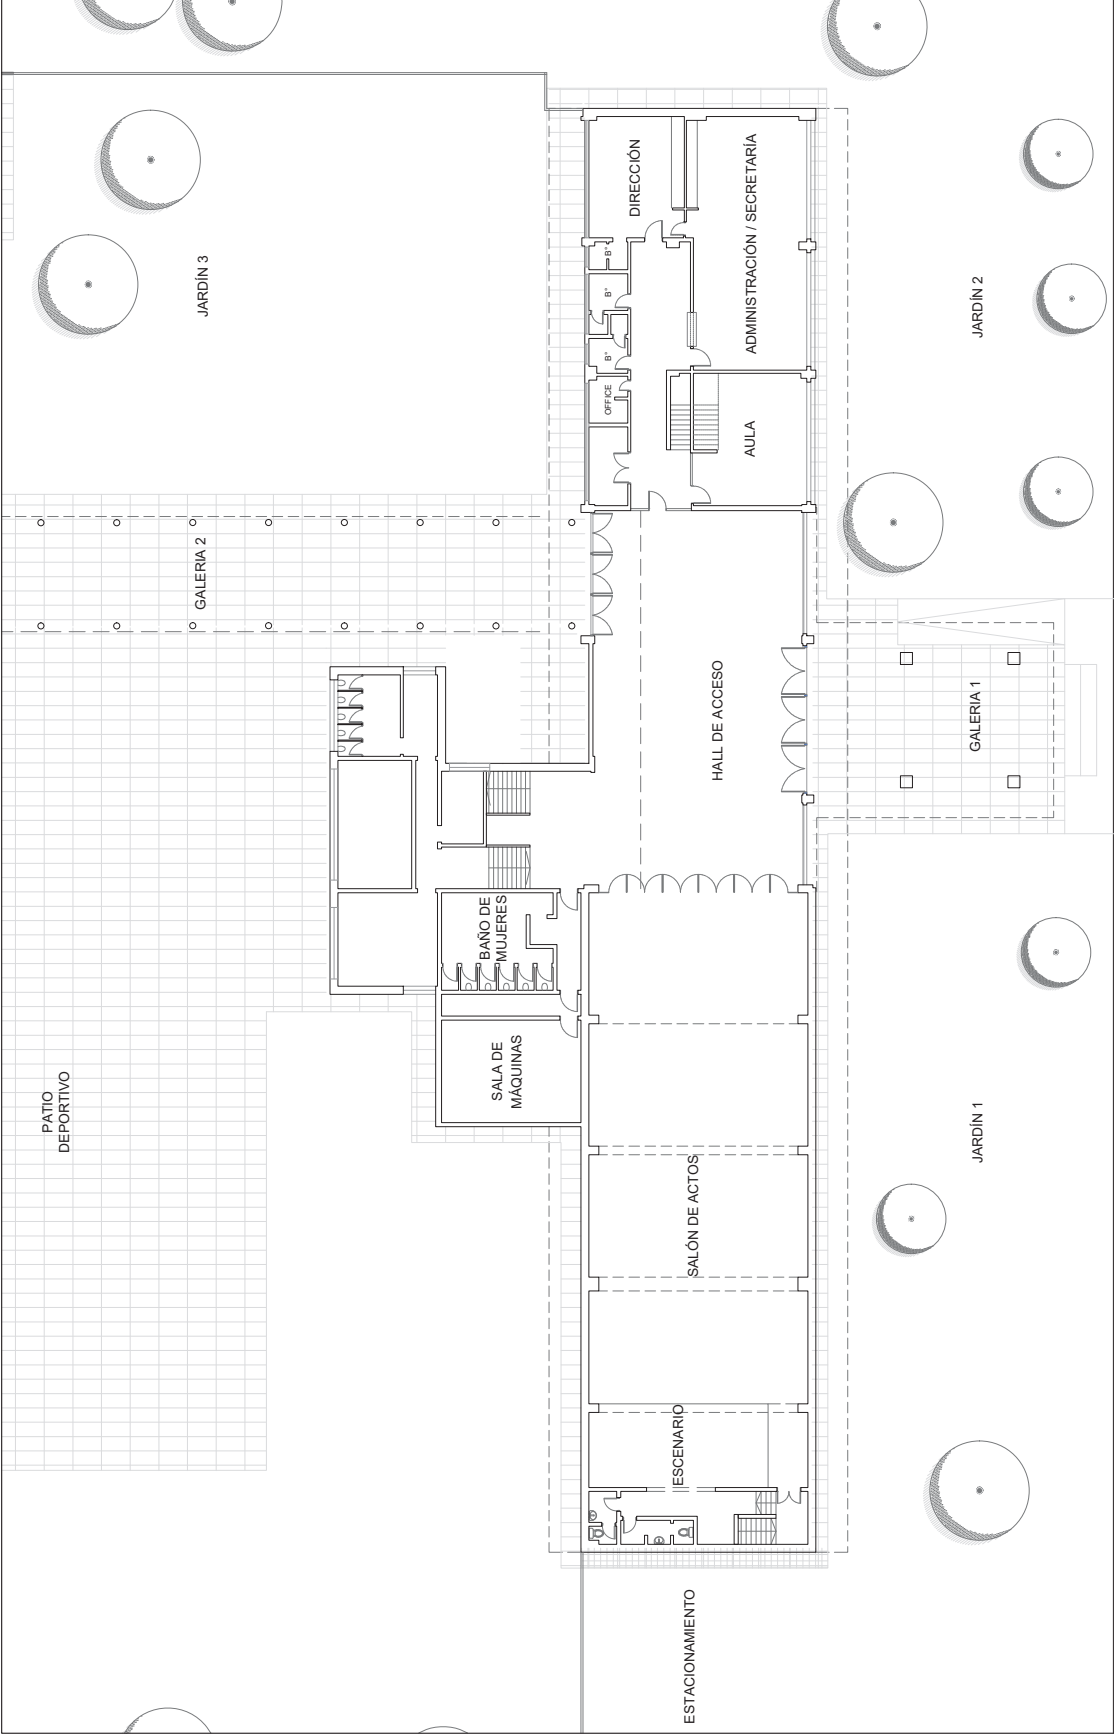 PATIO
DEPORTIVO
JARDÍN 3
GALERIA 2
SALA DE
MÁQUINAS
BAÑO DE
MUJERES
OFFICE
B°
B°
B°
DIRECCIÓN
ESTACIONAMIENTO
ESCENARIO
SALÓN DE ACTOS
HALL DE ACCESO
AULA
ADMINISTRACIÓN / SECRETARÍA
JARDÍN 1
GALERIA 1
JARDÍN 2